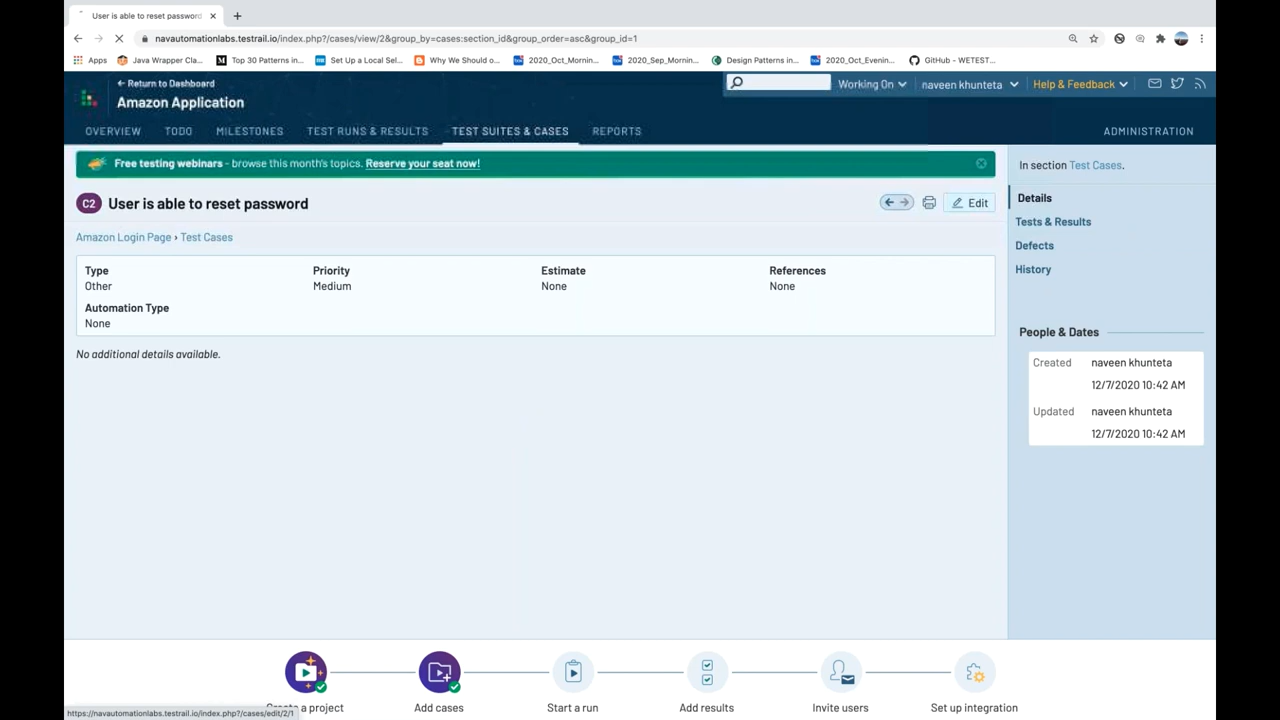 User is able to reset password
navautomationlabs.testrail.io/index.php?/cases/view/2&group_by=cases:section_id&group_order=asc&group_id=1
Apps Java Wrapper Cla... Top 30 Patterns in... Set Up a Local Sel... Why We Should o... 2020_Oct_Mornin... 2020_Sep_Mornin... Design Patterns in... 2020_Oct_Evenin... GitHub - WETEST...
Return to Dashboard
Amazon Application
Working On naveen khunteta Help & Feedback
OVERVIEW TODO MILESTONES TEST RUNS & RESULTS TEST SUITES & CASES REPORTS ADMINISTRATION
Free testing webinars - browse this month's topics. Reserve your seat now!
C2 User is able to reset password
Edit
Amazon Login Page › Test Cases
Type Priority Estimate References
Other Medium None None
Automation Type
None
No additional details available.
In section Test Cases.
Details
Tests & Results
Defects
History
People & Dates
Created naveen khunteta
12/7/2020 10:42 AM
Updated naveen khunteta
12/7/2020 10:42 AM
Create a project Add cases Start a run Add results Invite users Set up integration
https://navautomationlabs.testrail.io/index.php?/cases/edit/2/1